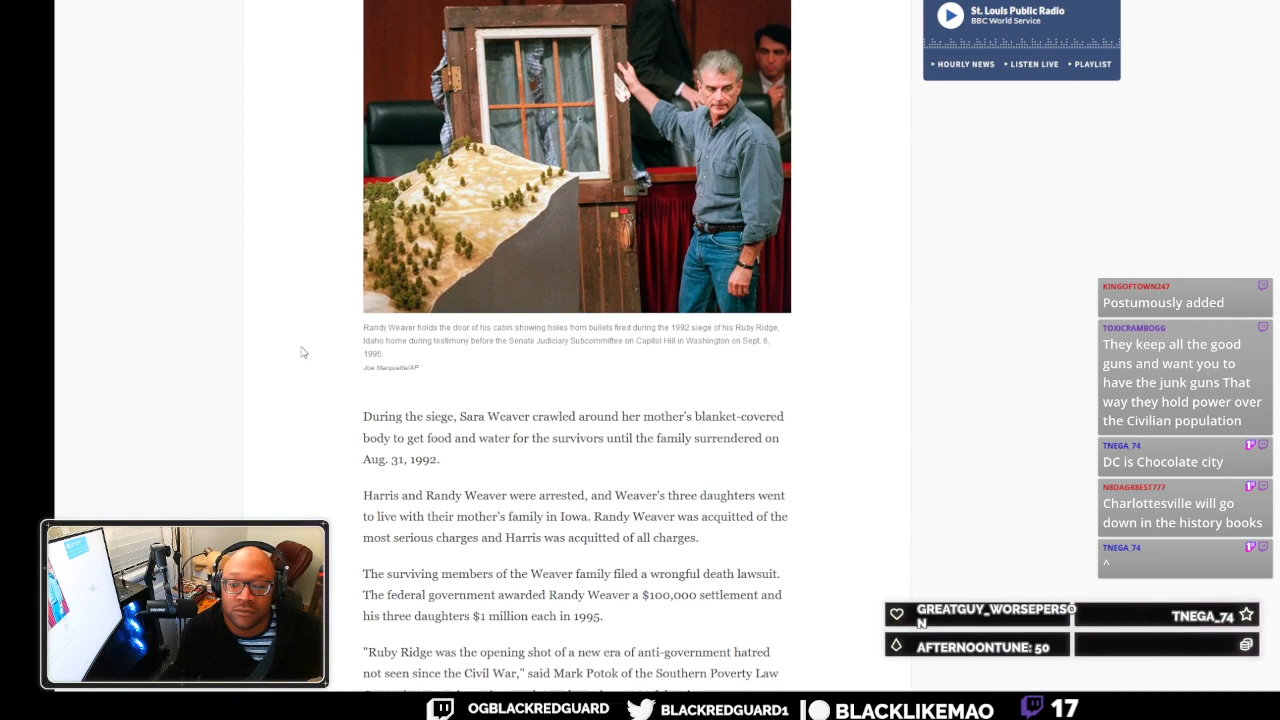 St. Louis Public Radio
BBC World Service
HOURLY NEWS
LISTEN LIVE
PLAYLIST
Randy Weaver holds the door of his cabin showing holes from bullets fired during the 1992 siege of his Ruby Ridge,
Idaho home during testimony before the Senate Judiciary Subcommittee on Capitol Hill in Washington on Sept. 6,
1995.
Joe Marquette/AP
During the siege, Sara Weaver crawled around her mother's blanket-covered
body to get food and water for the survivors until the family surrendered on
Aug. 31, 1992.
Harris and Randy Weaver were arrested, and Weaver's three daughters went
to live with their mother's family in Iowa. Randy Weaver was acquitted of the
most serious charges and Harris was acquitted of all charges.
The surviving members of the Weaver family filed a wrongful death lawsuit.
The federal government awarded Randy Weaver a $100,000 settlement and
his three daughters $1 million each in 1995.
"Ruby Ridge was the opening shot of a new era of anti-government hatred
not seen since the Civil War," said Mark Potok of the Southern Poverty Law
KINGOFTOWN247
Postumously added
TOXICRAMBOGG
They keep all the good
guns and want you to
have the junk guns That
way they hold power over
the Civilian population
TNEGA_74
DC is Chocolate city
N8DAGR8EST777
Charlottesville will go
down in the history books
TNEGA_74
^
GREATGUY_WORSEPERSO
N
TNEGA_74
AFTERNOONTUNE: 50
OGBLACKREDGUARD
BLACKREDGUARD1
BLACKLIKEMAO
17